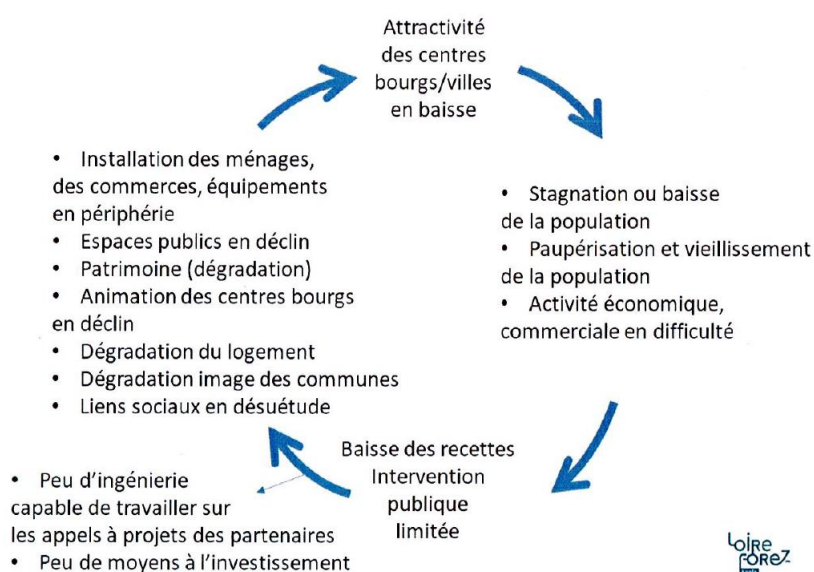 Attractivité
des centres
bourgs/villes
en baisse
• Installation des ménages,
des commerces, équipements
en périphérie
• Espaces publics en déclin
• Patrimoine (dégradation)
• Animation des centres bourgs
en déclin
• Dégradation du logement
• Dégradation image des communes
• Liens sociaux en désuétude
• Stagnation ou baisse
de la population
• Paupérisation et vieillissement
de la population
• Activité économique,
commerciale en difficulté
Baisse des recettes
Intervention
publique
limitée
• Peu d'ingénierie
capable de travailler sur
les appels à projets des partenaires
• Peu de moyens à l'investissement
Loire
FOREZ